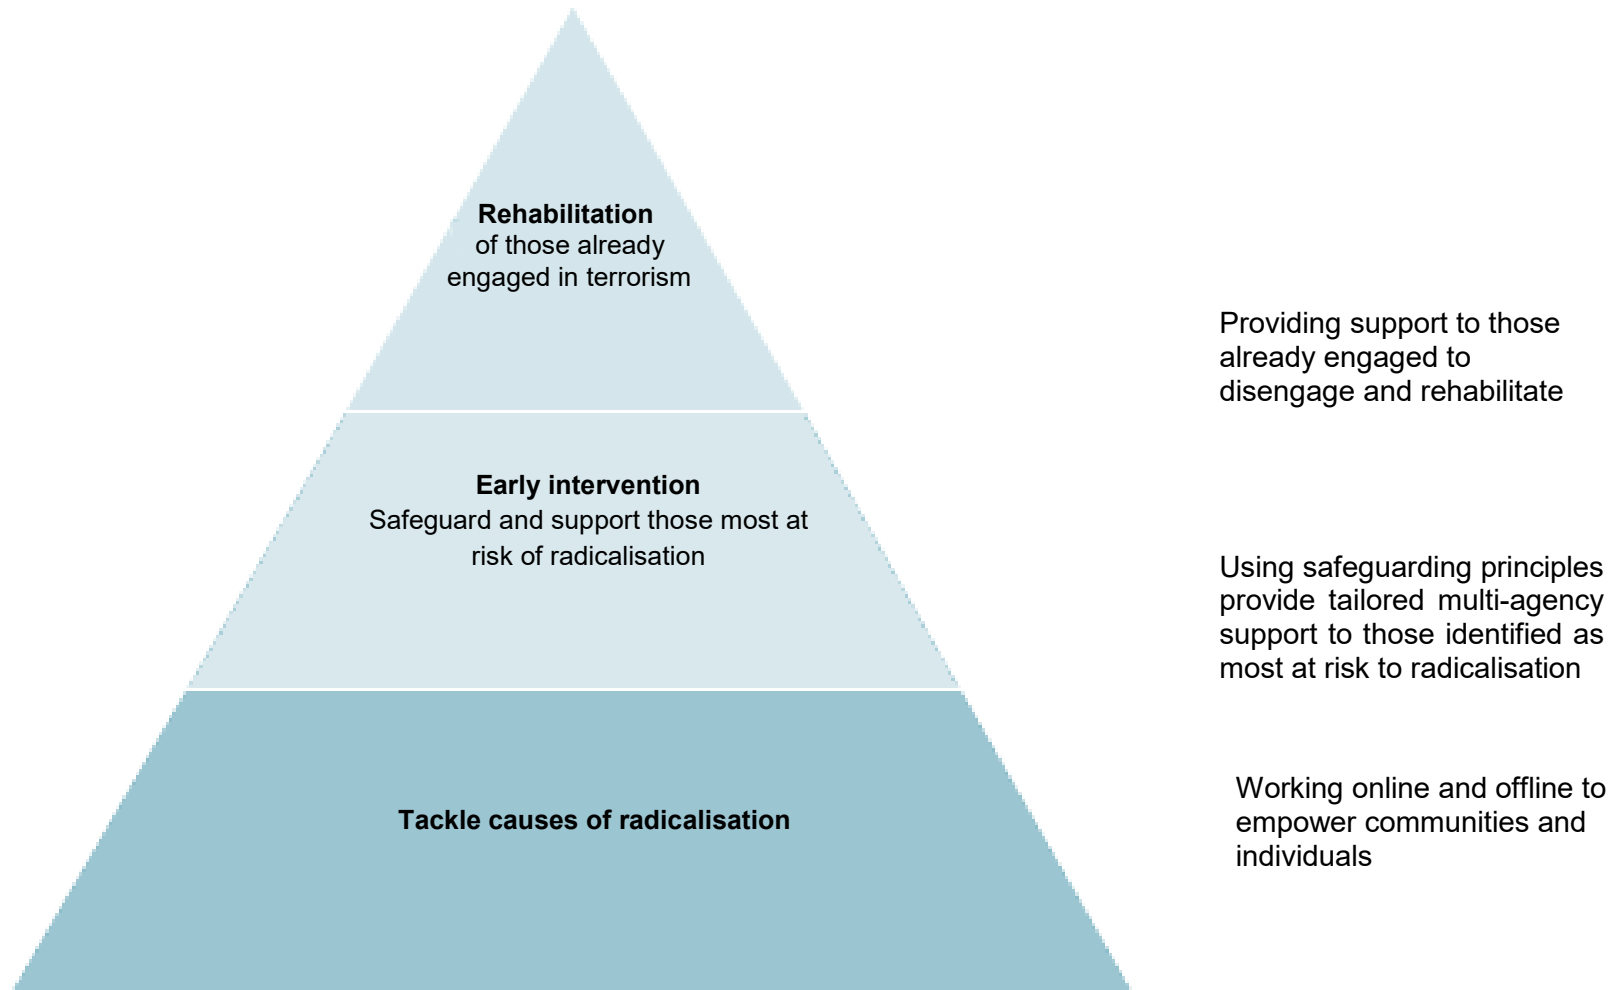 Rehabilitation
of those already
engaged in terrorism
Providing support to those
already engaged to
disengage and rehabilitate
Early intervention
Safeguard and support those most at
risk of radicalisation
Using safeguarding principles
provide tailored multi-agency
support to those identified as
most at risk to radicalisation
Tackle causes of radicalisation
Working online and offline to
empower communities and
individuals